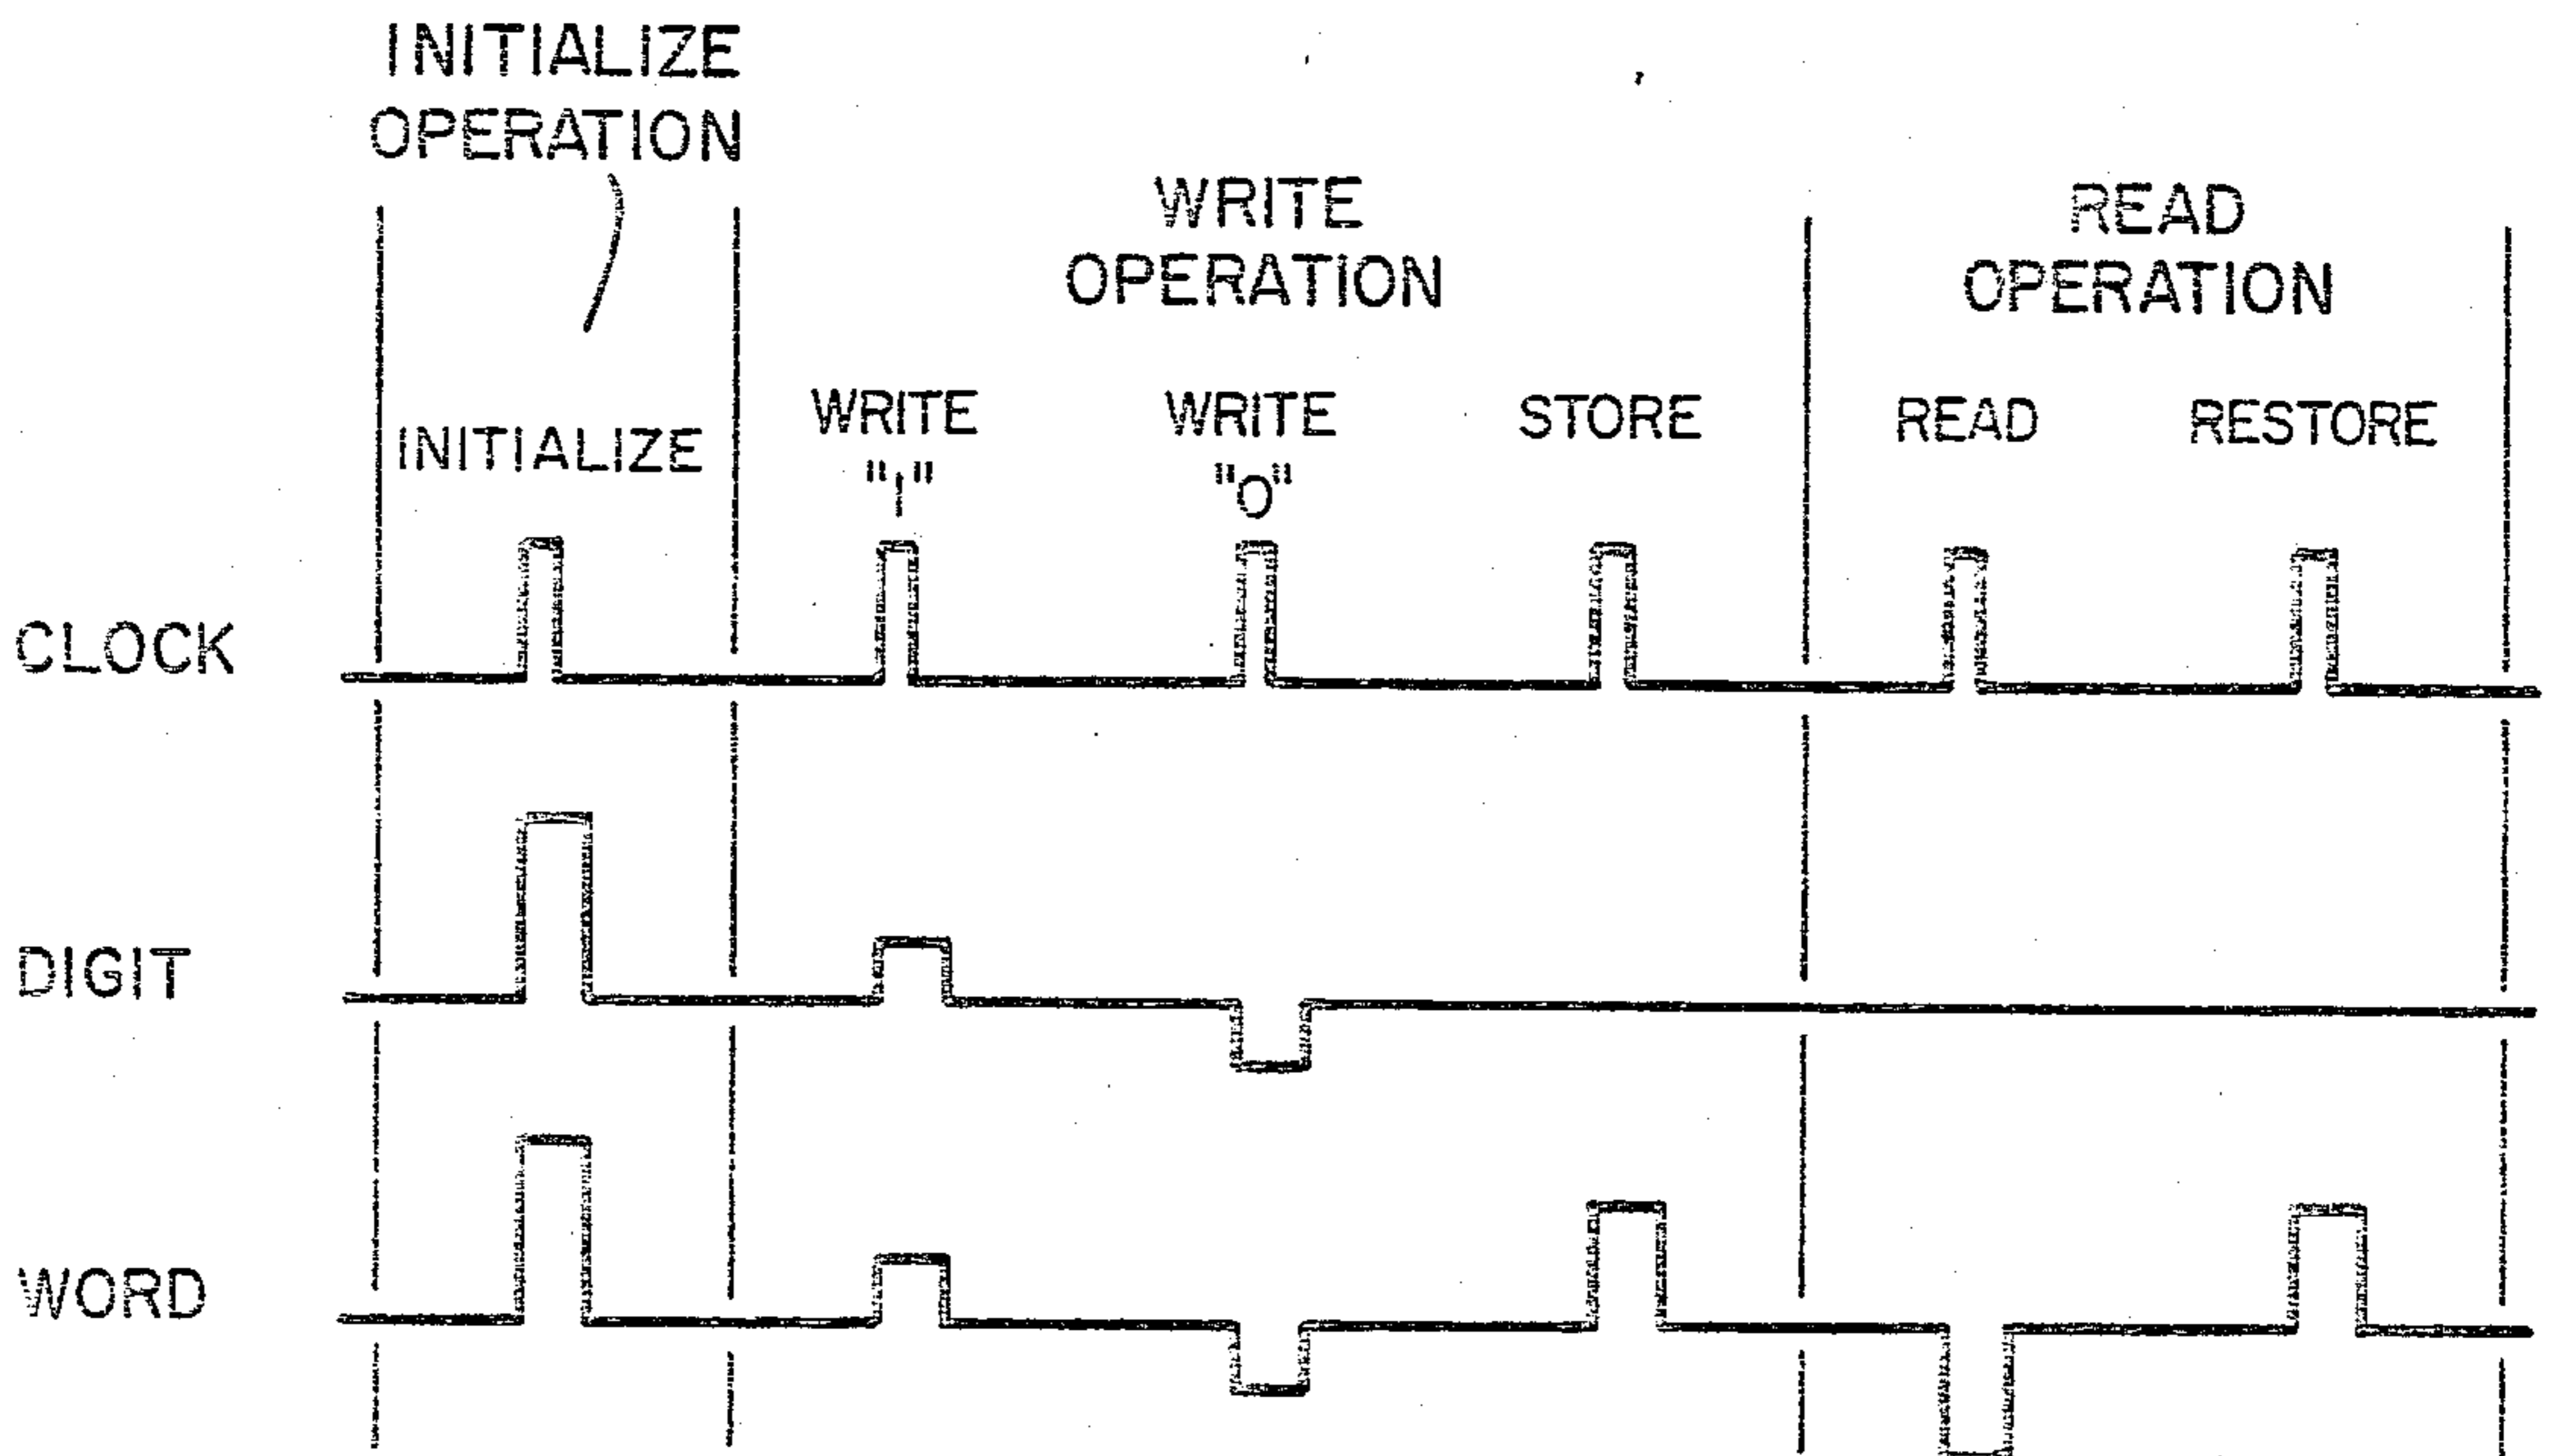 INITIALIZE
OPERATION
WRITE
OPERATION
READ
OPERATION
INITIALIZE
WRITE
"1"
WRITE
"0"
STORE
READ
RESTORE
CLOCK
DIGIT
WORD